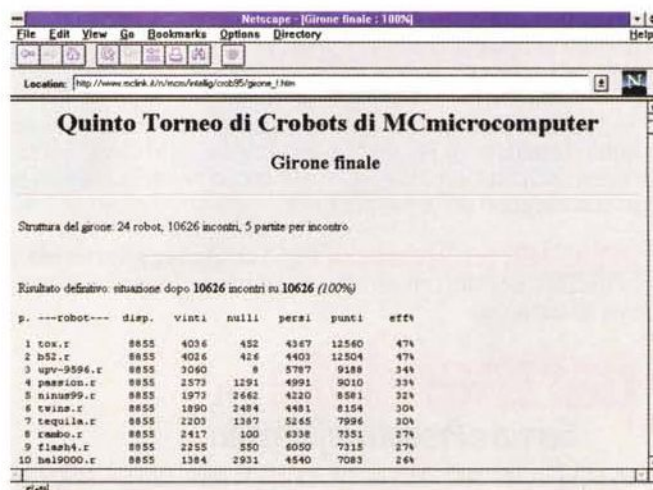 Netscape - [Girone finale : 100%]
File Edit View Go Bookmarks Options Directory Help
Location: http://www.mclink.it/n/mcm/intellig/crob95/girone_f.htm
N
Quinto Torneo di Crobots di MCmicrocomputer
Girone finale
Struttura del girone: 24 robot, 10626 incontri, 5 partite per incontro
Risultato definitivo: situazione dopo 10626 incontri su 10626 (100%)
p. ---robot--- disp. vinti nulli persi punti eff%
1 tox.r 8855 4036 452 4367 12560 47%
2 b52.r 8855 4026 426 4403 12504 47%
3 upv-9596.r 8855 3060 8 5787 9188 34%
4 passion.r 8855 2573 1291 4991 9010 33%
5 minus99.r 8855 1973 2662 4220 8581 32%
6 twins.r 8855 1890 2484 4481 8154 30%
7 tequila.r 8855 2203 1387 5265 7996 30%
8 rambo.r 8855 2417 100 6338 7351 27%
9 flash4.r 8855 2255 550 6050 7315 27%
10 hal9000.r 8855 1384 2931 4540 7083 26%